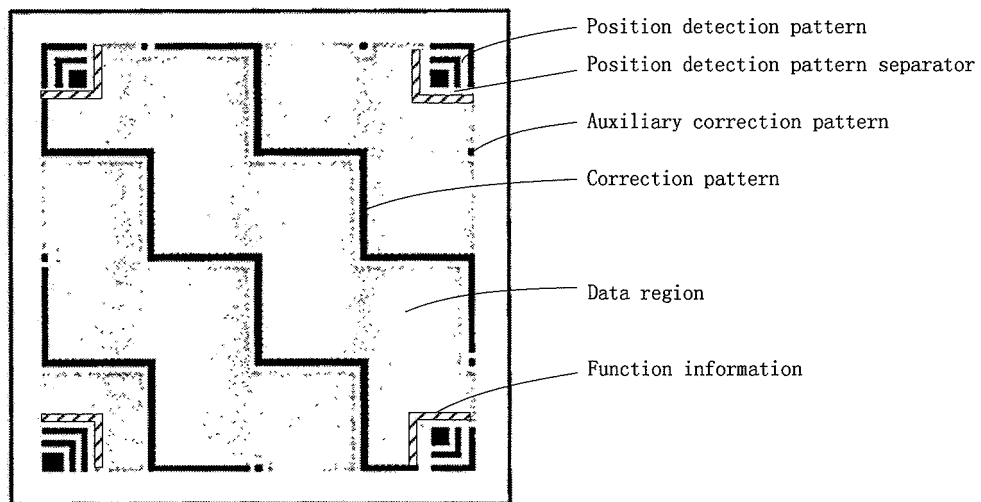 Position detection pattern
Position detection pattern separator
Auxiliary correction pattern
Correction pattern
Data region
Function information